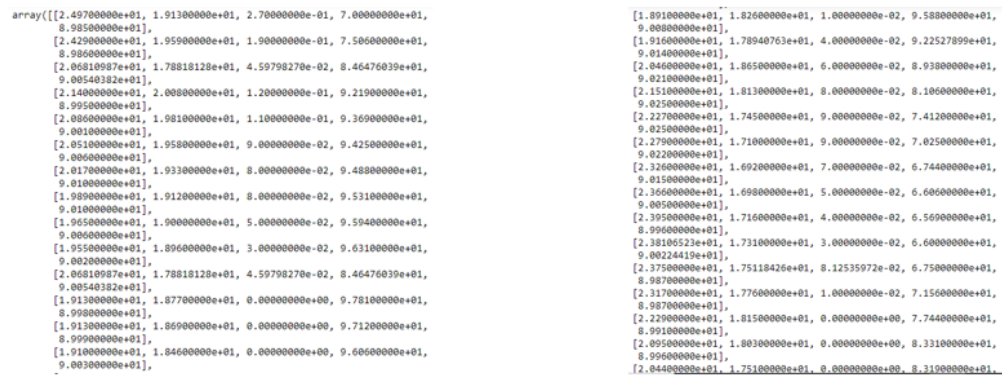 array([[2.49700000e+01, 1.91300000e+01, 2.70000000e-01, 7.00000000e+01,
8.98500000e+01],
[2.42900000e+01, 1.95900000e+01, 1.90000000e-01, 7.50600000e+01,
8.98600000e+01],
[2.06810987e+01, 1.78818128e+01, 4.59798270e-02, 8.46476039e+01,
9.00540382e+01],
[2.14000000e+01, 2.00800000e+01, 1.20000000e-01, 9.21900000e+01,
8.99500000e+01],
[2.08600000e+01, 1.98100000e+01, 1.10000000e-01, 9.36900000e+01,
9.00100000e+01],
[2.05100000e+01, 1.95800000e+01, 9.00000000e-02, 9.42500000e+01,
9.00600000e+01],
[2.01700000e+01, 1.93300000e+01, 8.00000000e-02, 9.48800000e+01,
9.01000000e+01],
[1.98900000e+01, 1.91200000e+01, 8.00000000e-02, 9.53100000e+01,
9.01000000e+01],
[1.96500000e+01, 1.90000000e+01, 5.00000000e-02, 9.59400000e+01,
9.00600000e+01],
[1.95500000e+01, 1.89600000e+01, 3.00000000e-02, 9.63100000e+01,
9.00200000e+01],
[2.06810987e+01, 1.78818128e+01, 4.59798270e-02, 8.46476039e+01,
9.00540382e+01],
[1.91300000e+01, 1.87700000e+01, 0.00000000e+00, 9.78100000e+01,
8.99800000e+01],
[1.91300000e+01, 1.86900000e+01, 0.00000000e+00, 9.71200000e+01,
8.99900000e+01],
[1.91000000e+01, 1.84600000e+01, 0.00000000e+00, 9.60600000e+01,
9.00300000e+01],
[1.89100000e+01, 1.82600000e+01, 1.00000000e-02, 9.58800000e+01,
9.00800000e+01],
[1.91600000e+01, 1.78940763e+01, 4.00000000e-02, 9.22527899e+01,
9.01400000e+01],
[2.04600000e+01, 1.86500000e+01, 6.00000000e-02, 8.93800000e+01,
9.02100000e+01],
[2.15100000e+01, 1.81300000e+01, 8.00000000e-02, 8.10600000e+01,
9.02500000e+01],
[2.22700000e+01, 1.74500000e+01, 9.00000000e-02, 7.41200000e+01,
9.02500000e+01],
[2.27900000e+01, 1.71000000e+01, 9.00000000e-02, 7.02500000e+01,
9.02200000e+01],
[2.32600000e+01, 1.69200000e+01, 7.00000000e-02, 6.74400000e+01,
9.01500000e+01],
[2.36600000e+01, 1.69800000e+01, 5.00000000e-02, 6.60600000e+01,
9.00500000e+01],
[2.39500000e+01, 1.71600000e+01, 4.00000000e-02, 6.56900000e+01,
8.99600000e+01],
[2.38106523e+01, 1.73100000e+01, 3.00000000e-02, 6.60000000e+01,
9.00224419e+01],
[2.37500000e+01, 1.75118426e+01, 8.12535972e-02, 6.75000000e+01,
8.98700000e+01],
[2.31700000e+01, 1.77600000e+01, 1.00000000e-02, 7.15600000e+01,
8.98700000e+01],
[2.22900000e+01, 1.81500000e+01, 0.00000000e+00, 7.74400000e+01,
8.99100000e+01],
[2.09500000e+01, 1.80300000e+01, 0.00000000e+00, 8.33100000e+01,
8.99600000e+01],
[2.04400000e+01, 1.75100000e+01, 0.00000000e+00, 8.31900000e+01,